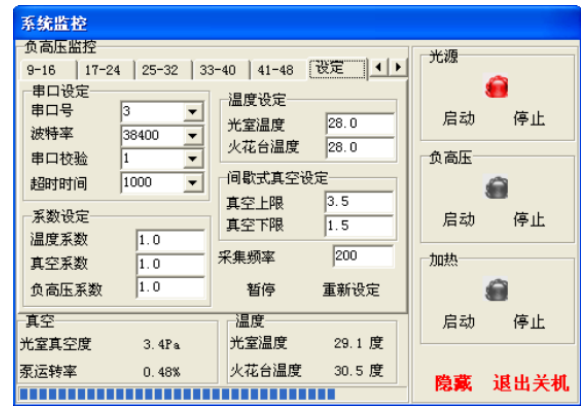 系统监控
负高压监控
9-16 17-24 25-32 33-40 41-48 设定
串口设定
串口号 3
波特率 38400
串口校验 1
超时时间 1000
系数设定
温度系数 1.0
真空系数 1.0
负高压系数 1.0
温度设定
光室温度 28.0
火花台温度 28.0
间歇式真空设定
真空上限 3.5
真空下限 1.5
采集频率 200
暂停 重新设定
真空
光室真空度 3.4Pa
泵运转率 0.48%
温度
光室温度 29.1 度
火花台温度 30.5 度
光源
启动 停止
负高压
启动 停止
加热
启动 停止
隐藏 退出关机